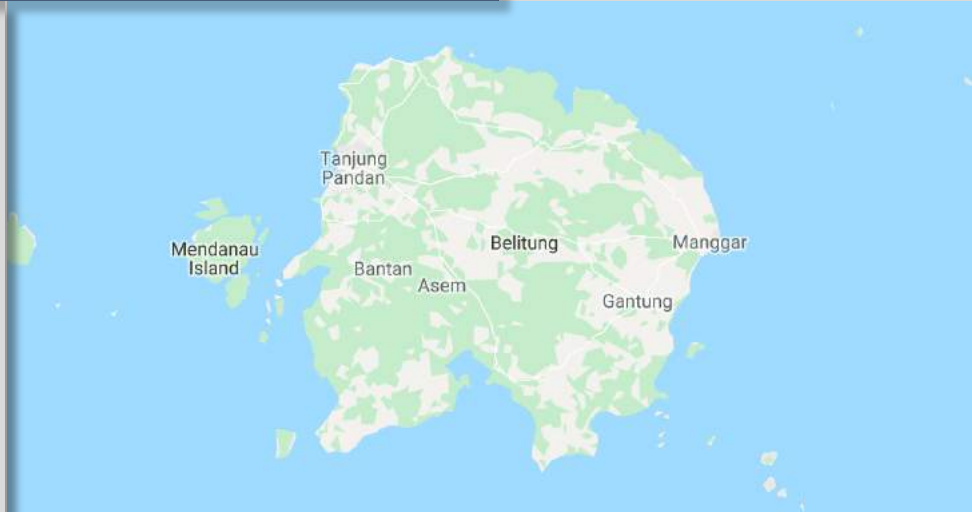 Tanjung
Pandan
Mendanau
Island
Belitung
Manggar
Bantan
Asem
Gantung